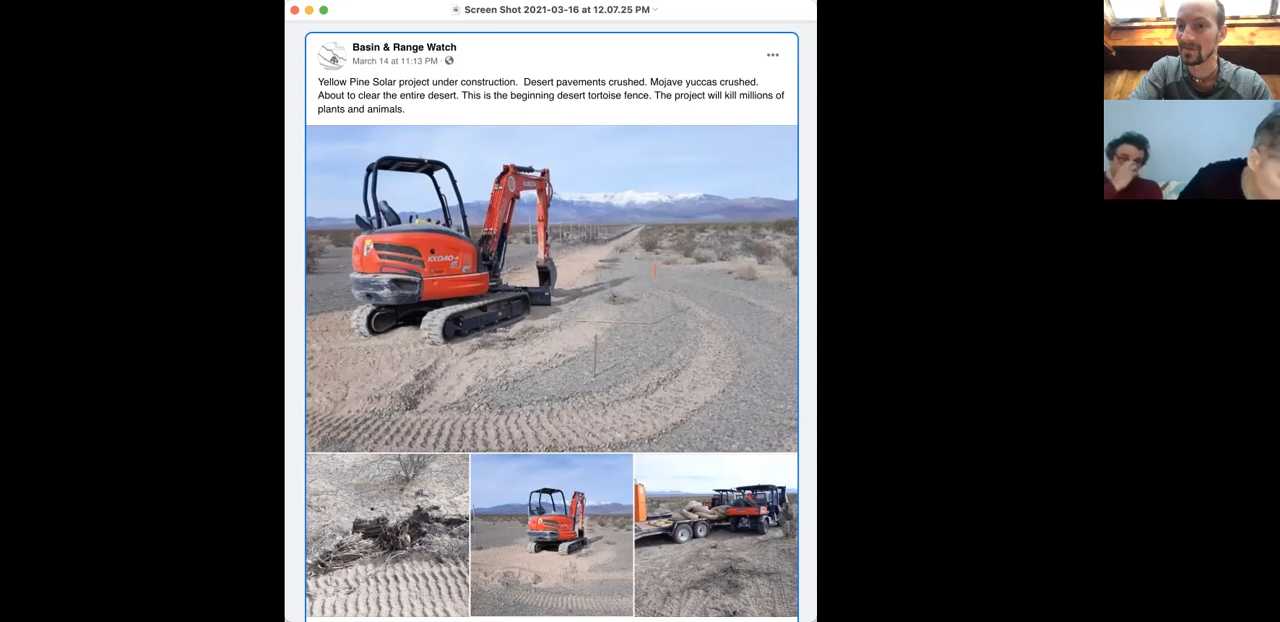 Screen Shot 2021-03-16 at 12.07.25 PM
Basin & Range Watch
March 14 at 11:13 PM ·
Yellow Pine Solar project under construction.  Desert pavements crushed. Mojave yuccas crushed.
About to clear the entire desert. This is the beginning desert tortoise fence. The project will kill millions of
plants and animals.